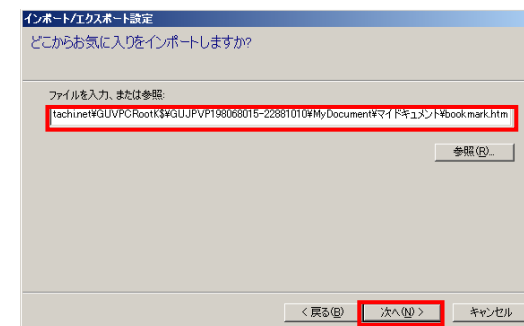 インポート/エクスポート設定
どこからお気に入りをインポートしますか?
ファイルを入力、または参照:
tachi.net¥GUVPCRootK$¥GUJPVP198068015-22881010¥MyDocument¥マイドキュメント¥bookmark.htm
参照(R)...
< 戻る(B)
次へ(N) >
キャンセル